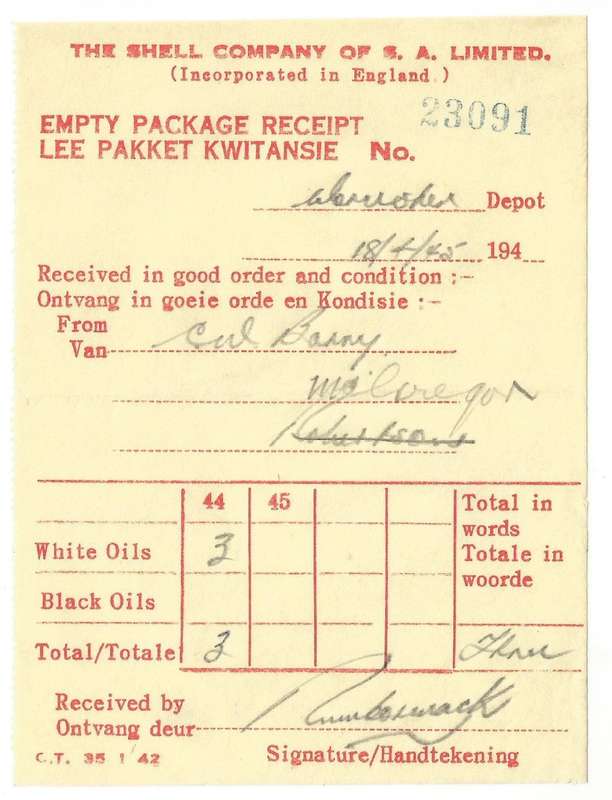 THE SHELL COMPANY OF S. A. LIMITED.
(Incorporated in England.)
23091
EMPTY PACKAGE RECEIPT
LEE PAKKET KWITANSIE No.
Depot
18/4/45 194
Received in good order and condition :-
Ontvang in goeie orde en Kondisie :-
From
Van Barry
McGregor
Robertson
44 45 Total in
words
White Oils 3 Totale in
woorde
Black Oils
Total/Totale 3 Three
Received by
Ontvang deur
C.T. 35 1 42 Signature/Handtekening